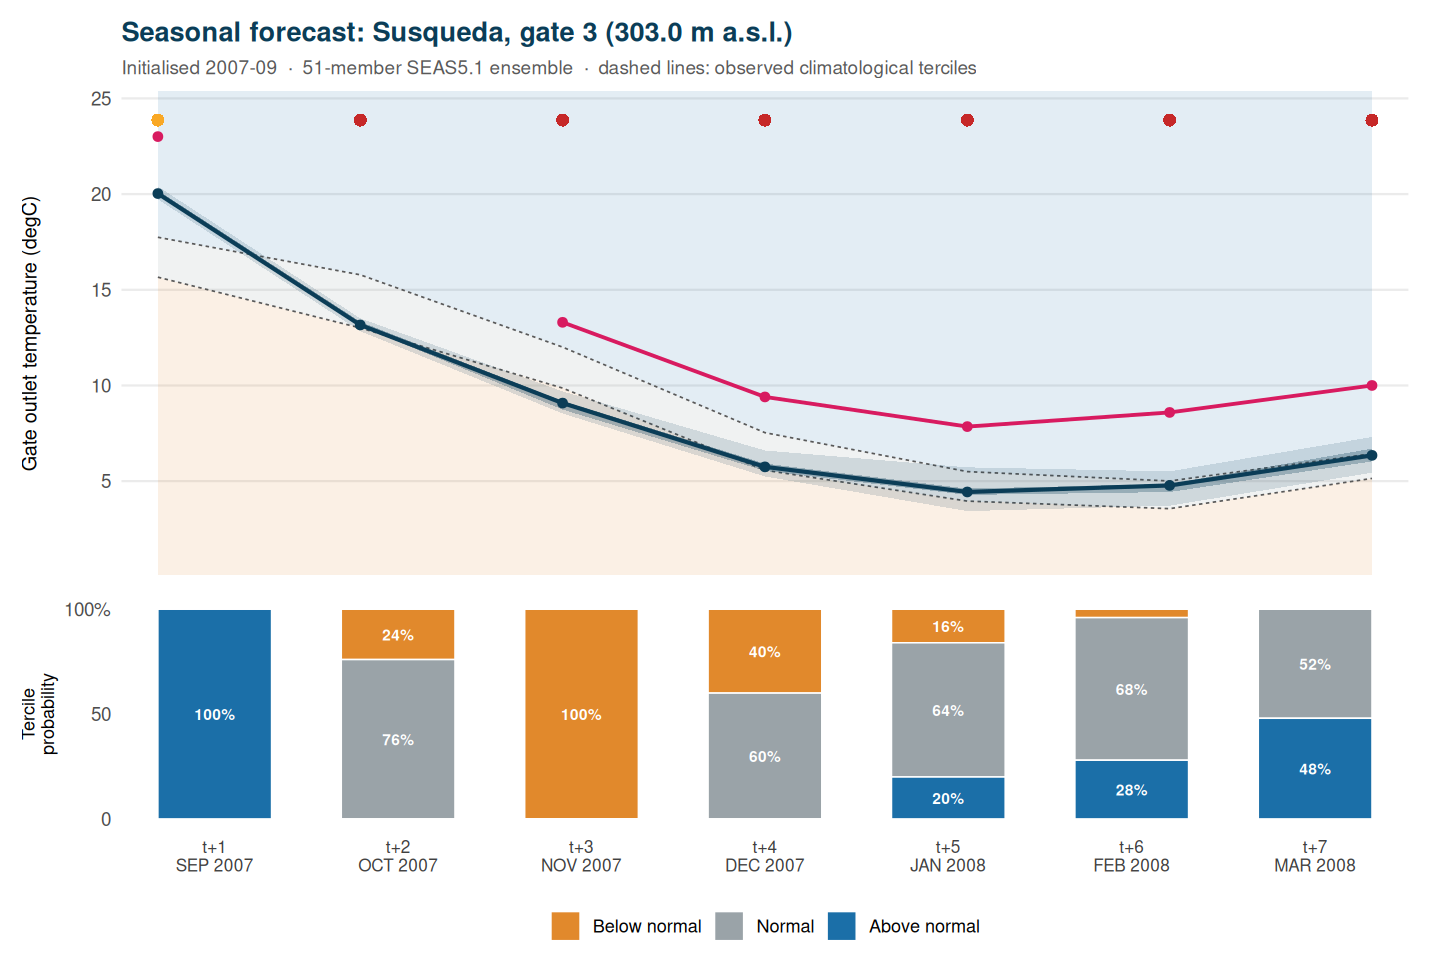 Seasonal forecast: Susqueda, gate 3 (303.0 m a.s.l.)
Initialised 2007-09 · 51-member SEAS5.1 ensemble · dashed lines: observed climatological terciles
Gate outlet temperature (degC)
25
20
15
10
5
Tercile
probability
100%
50
0
100%
24%
76%
100%
40%
60%
16%
64%
20%
68%
28%
52%
48%
t+1
SEP 2007
t+2
OCT 2007
t+3
NOV 2007
t+4
DEC 2007
t+5
JAN 2008
t+6
FEB 2008
t+7
MAR 2008
Below normal
Normal
Above normal